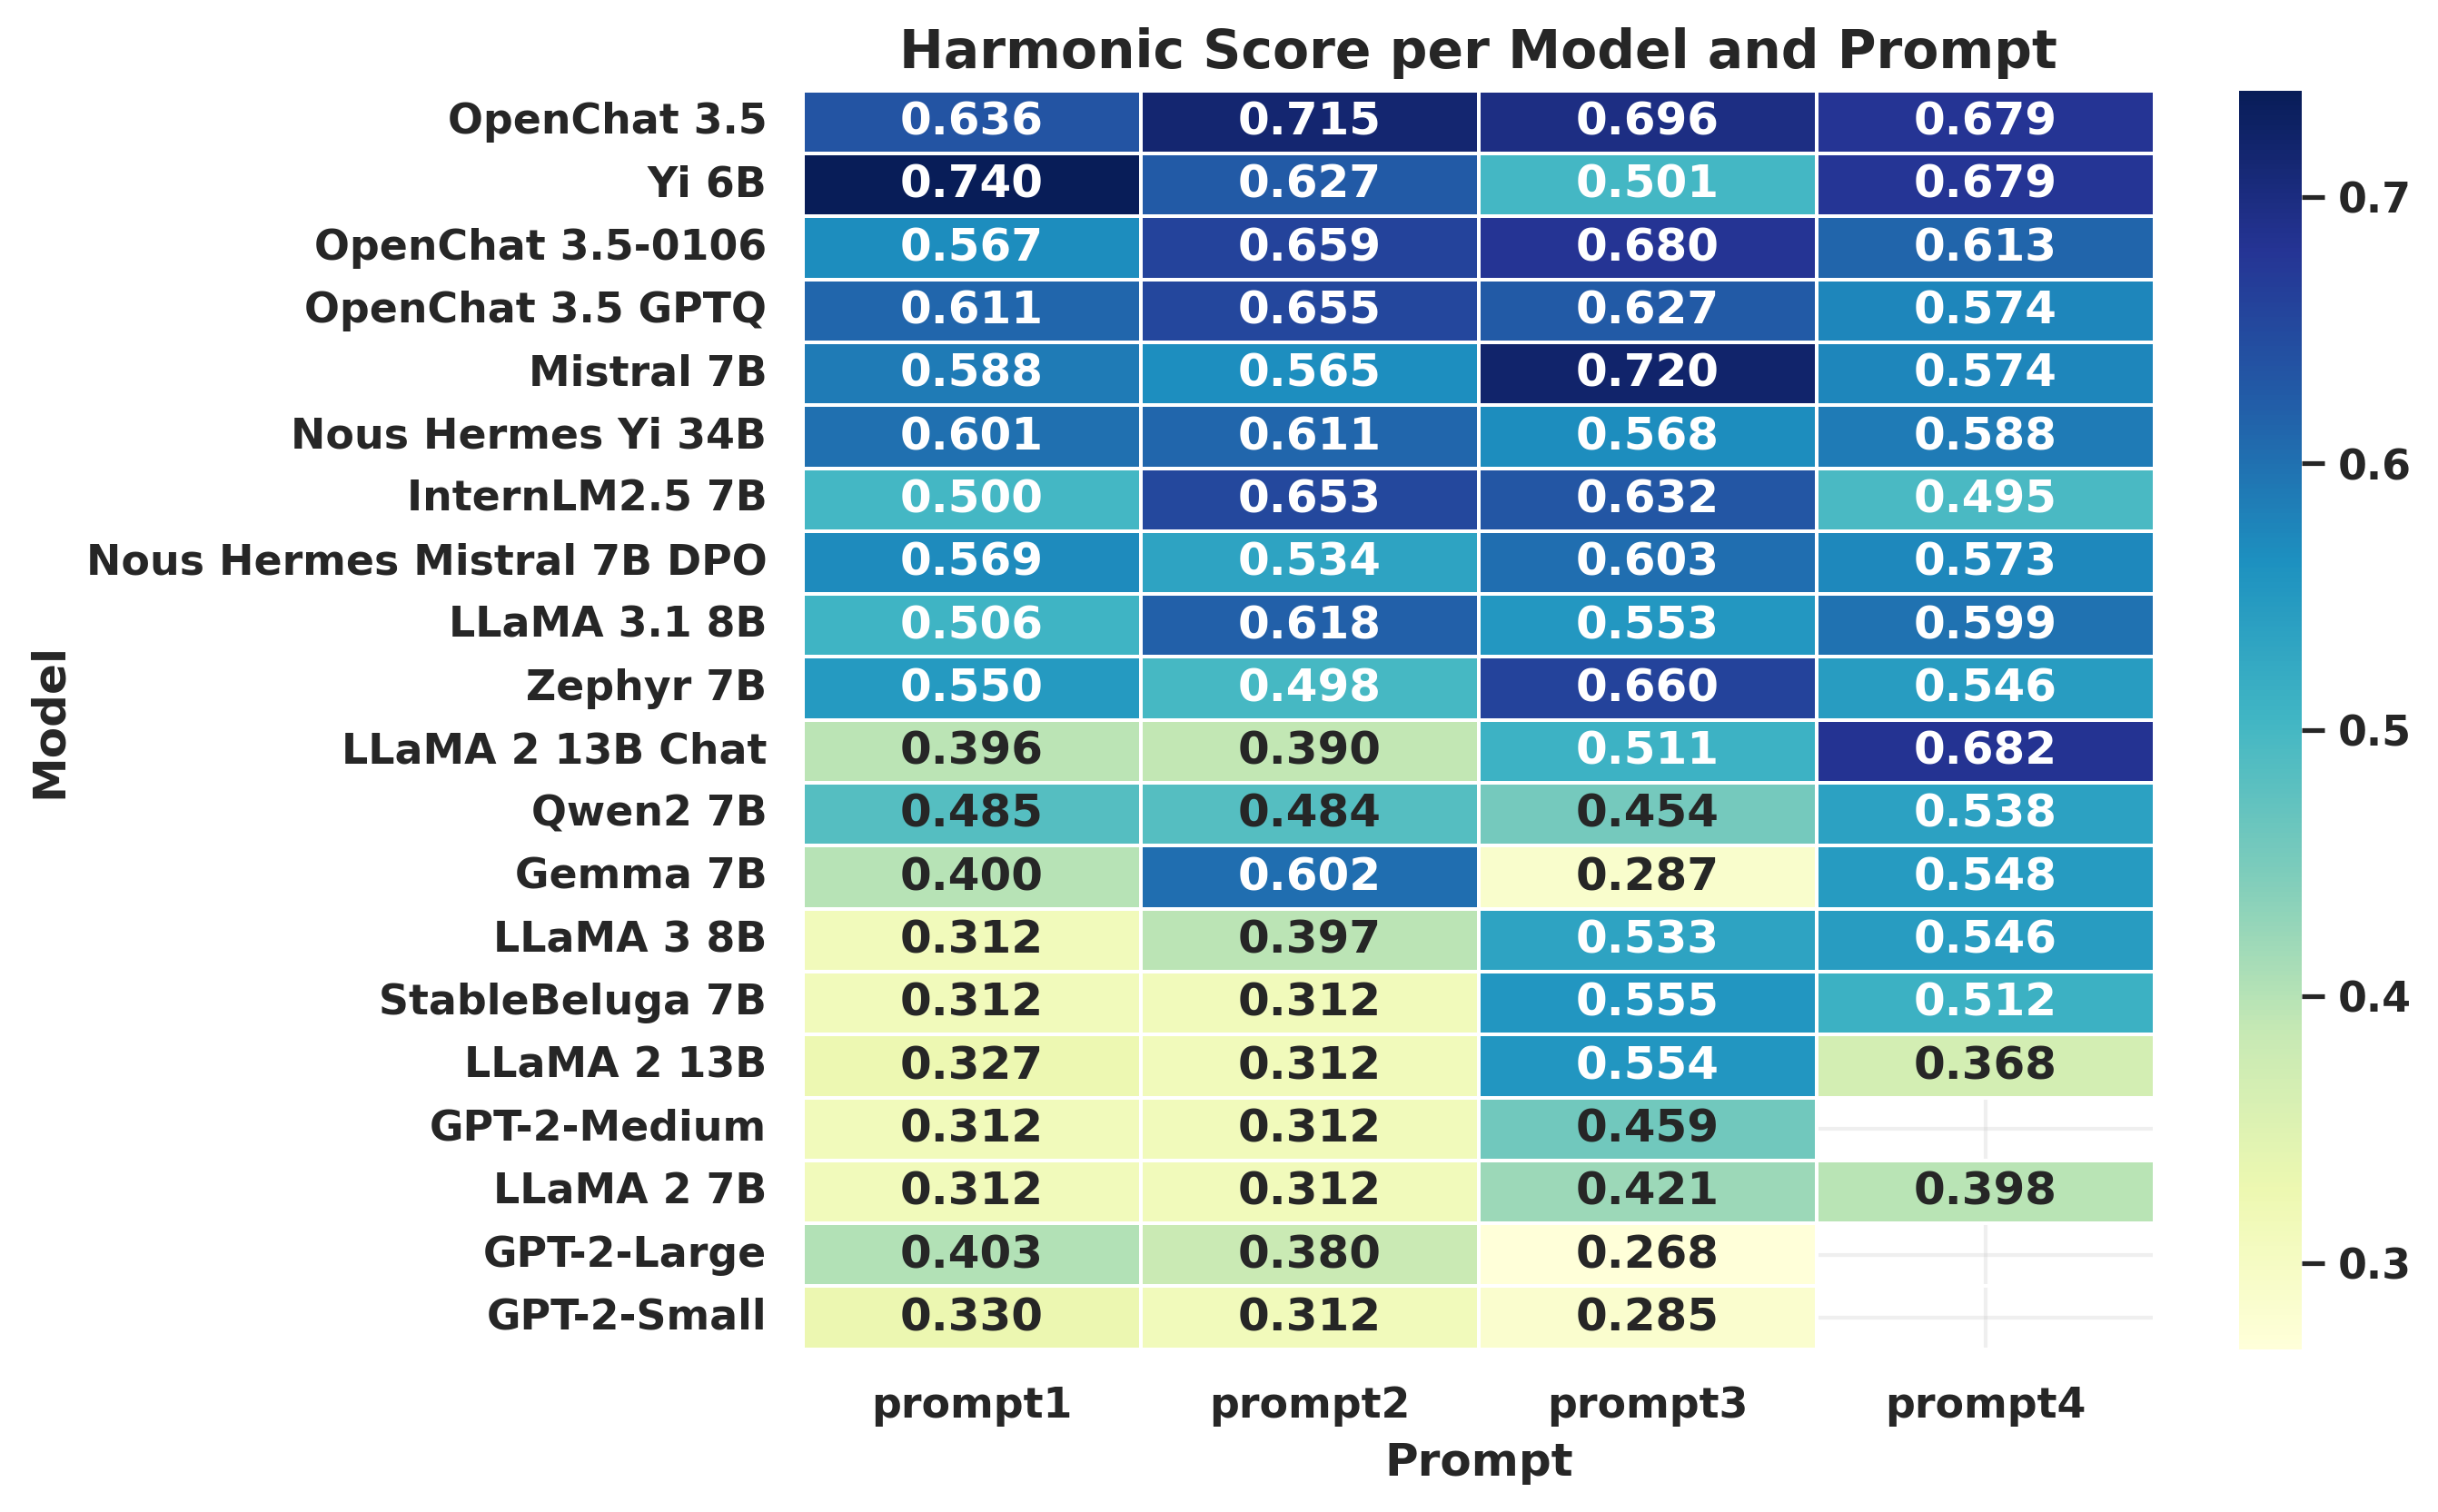 Harmonic Score per Model and Prompt
OpenChat 3.5 0.636 0.715 0.696 0.679
Yi 6B 0.740 0.627 0.501 0.679 0.7
OpenChat 3.5-0106 0.567 0.659 0.680 0.613
OpenChat 3.5 GPTQ 0.611 0.655 0.627 0.574
Mistral 7B 0.588 0.565 0.720 0.574
Nous Hermes Yi 34B 0.601 0.611 0.568 0.588 0.6
InternLM2.5 7B 0.500 0.653 0.632 0.495
Nous Hermes Mistral 7B DPO 0.569 0.534 0.603 0.573
LLaMA 3.1 8B 0.506 0.618 0.553 0.599
Zephyr 7B 0.550 0.498 0.660 0.546
LLaMA 2 13B Chat 0.396 0.390 0.511 0.682 0.5
Qwen2 7B 0.485 0.484 0.454 0.538
Gemma 7B 0.400 0.602 0.287 0.548
LLaMA 3 8B 0.312 0.397 0.533 0.546
StableBeluga 7B 0.312 0.312 0.555 0.512 0.4
LLaMA 2 13B 0.327 0.312 0.554 0.368
GPT-2-Medium 0.312 0.312 0.459
LLaMA 2 7B 0.312 0.312 0.421 0.398
GPT-2-Large 0.403 0.380 0.268 0.3
GPT-2-Small 0.330 0.312 0.285
prompt1 prompt2 prompt3 prompt4
Prompt
Model